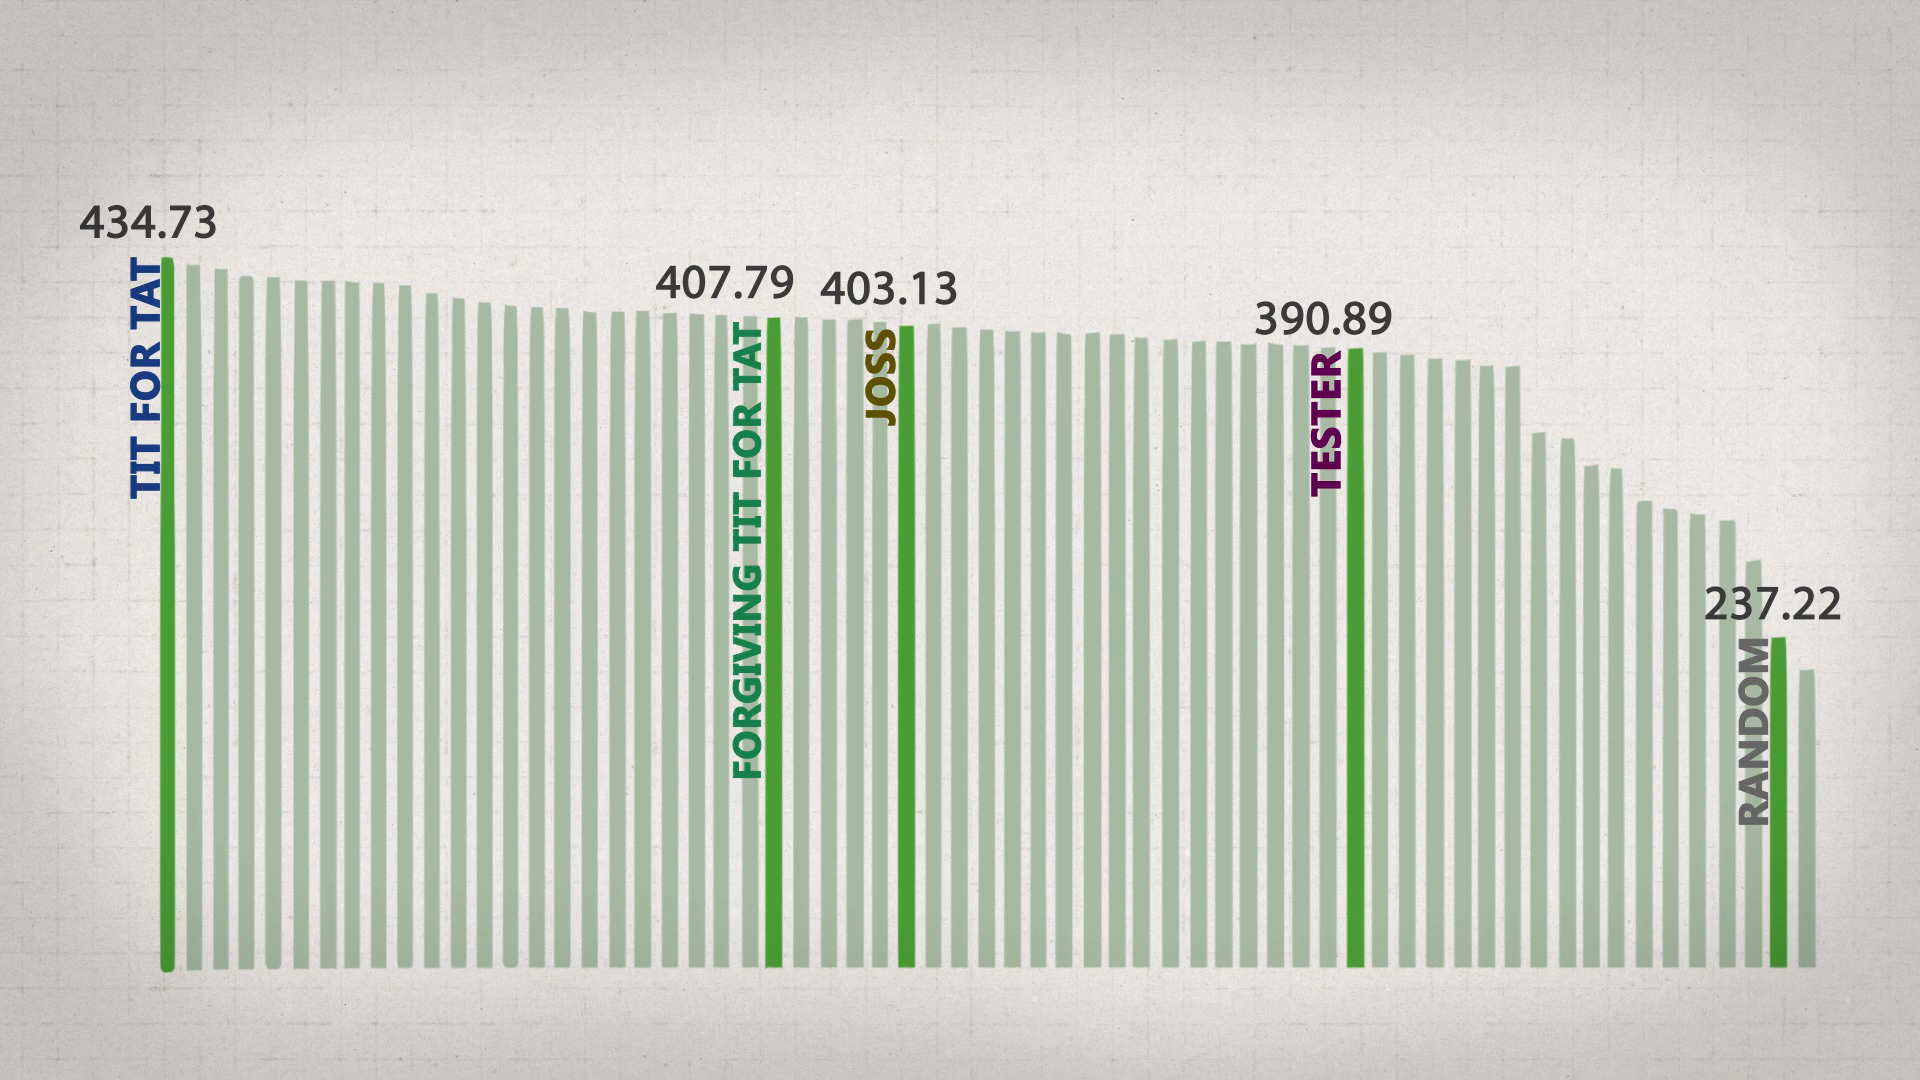 434.73
TIT FOR TAT
407.79
FORGIVING TIT FOR TAT
403.13
JOSS
390.89
TESTER
237.22
RANDOM